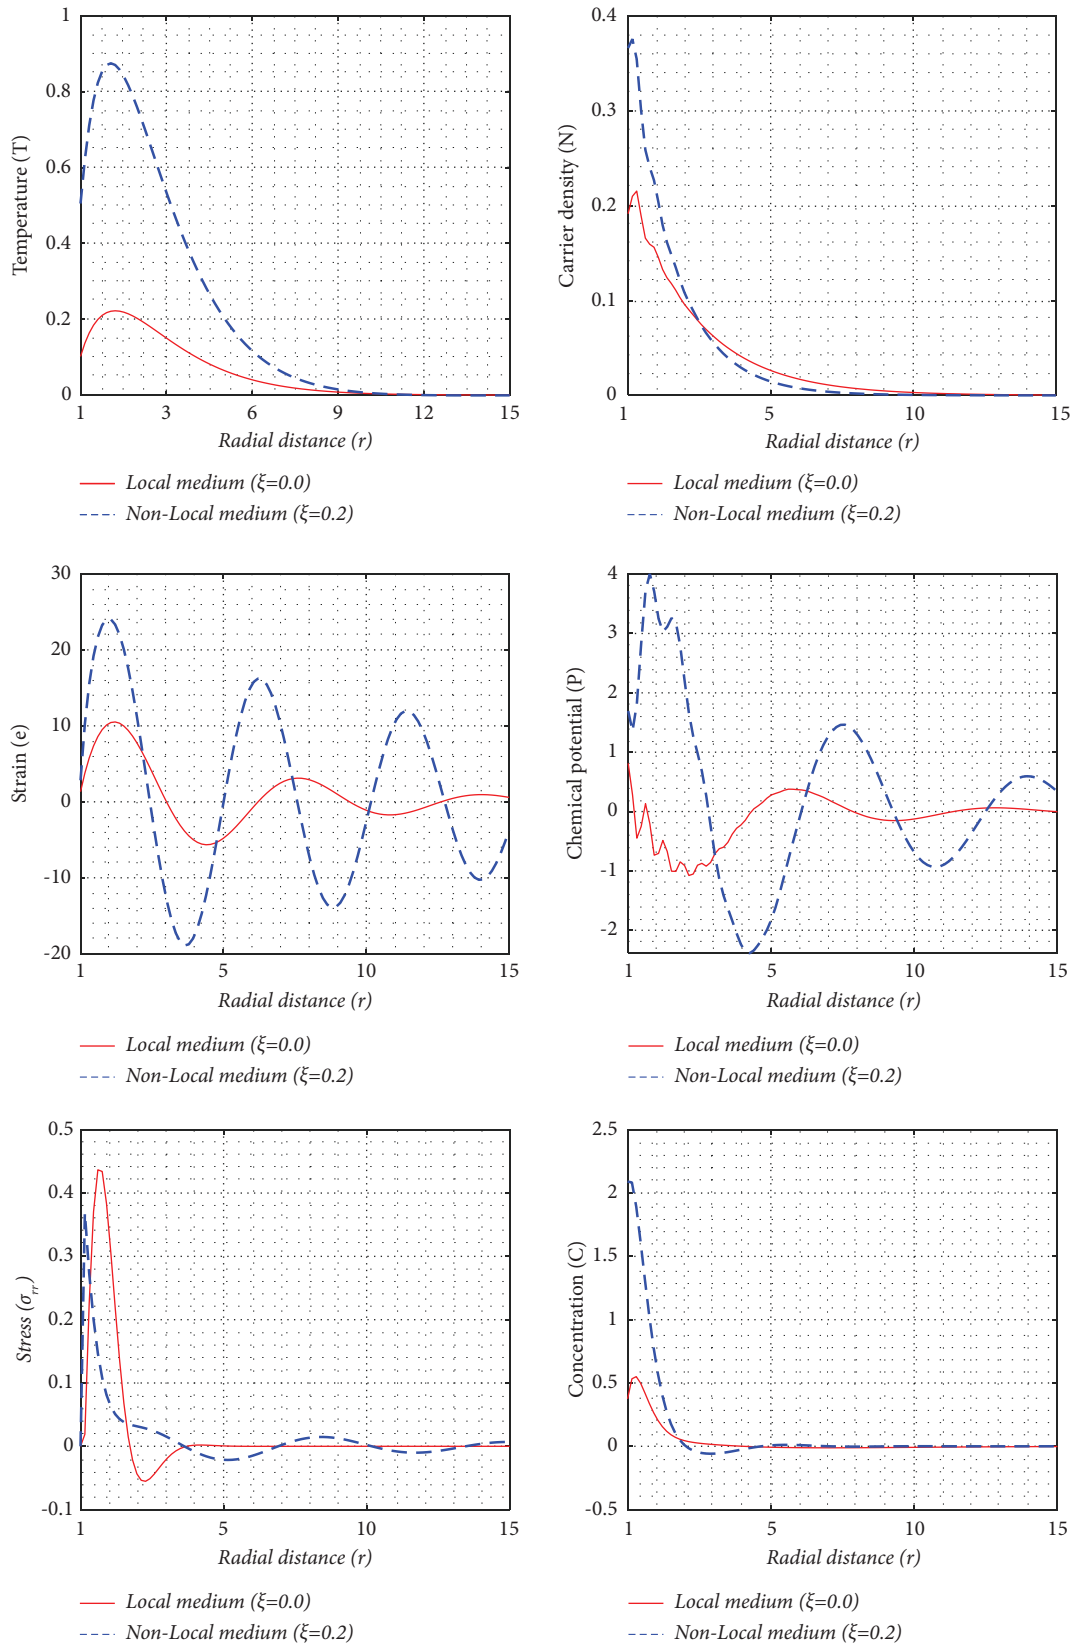 1
0.8
0.6
0.4
0.2
0
Temperature (T)
1 3 6 9 12 15
Radial distance (r)
Local medium (ξ=0.0)
Non-Local medium (ξ=0.2)
0.4
0.3
0.2
0.1
0
Carrier density (N)
1 5 10 15
Radial distance (r)
Local medium (ξ=0.0)
Non-Local medium (ξ=0.2)
30
20
10
0
-10
-20
Strain (e)
1 5 10 15
Radial distance (r)
Local medium (ξ=0.0)
Non-Local medium (ξ=0.2)
4
3
2
1
0
-1
-2
Chemical potential (P)
1 5 10 15
Radial distance (r)
Local medium (ξ=0.0)
Non-Local medium (ξ=0.2)
0.5
0.4
0.3
0.2
0.1
0
-0.1
Stress (σrr)
1 5 10 15
Radial distance (r)
Local medium (ξ=0.0)
Non-Local medium (ξ=0.2)
2.5
2
1.5
1
0.5
0
-0.5
Concentration (C)
1 5 10 15
Radial distance (r)
Local medium (ξ=0.0)
Non-Local medium (ξ=0.2)